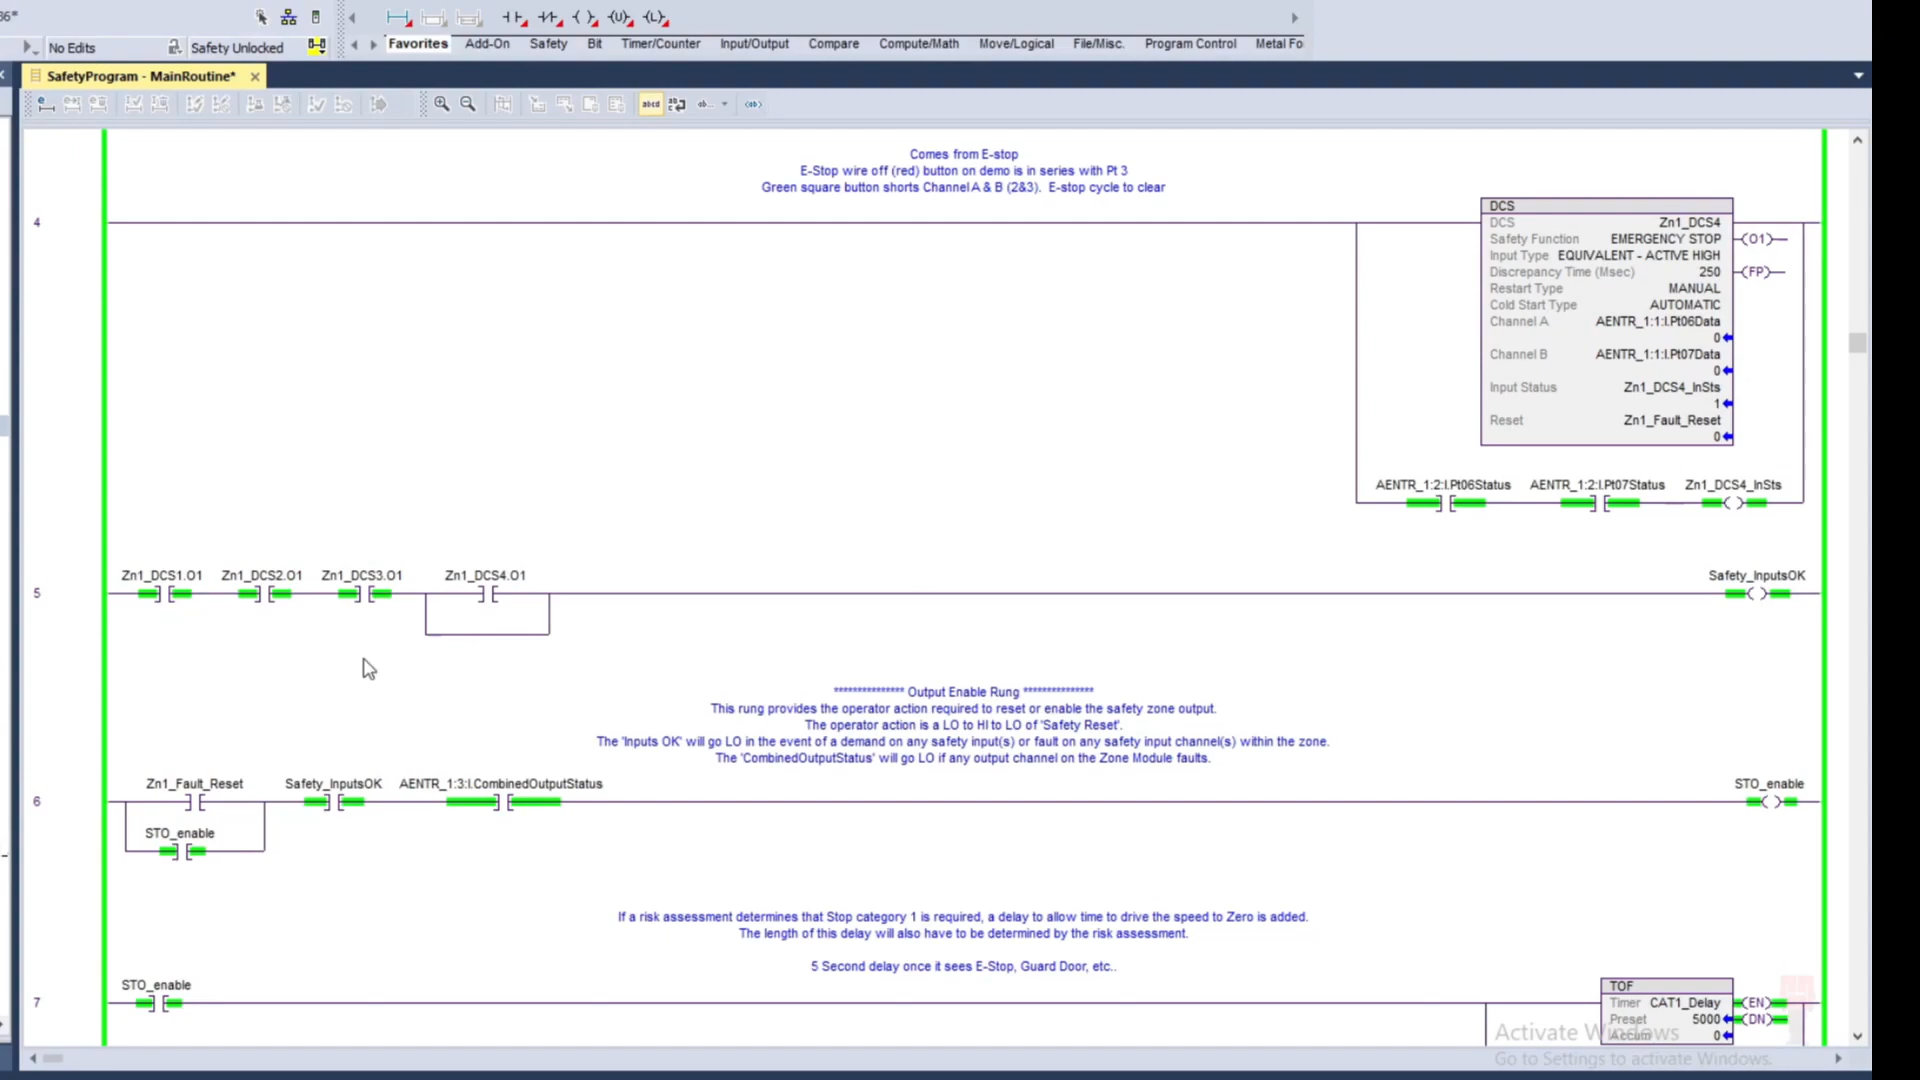 36*
No Edits
Safety Unlocked
Favorites Add-On Safety Bit Timer/Counter Input/Output Compare Compute/Math Move/Logical File/Misc. Program Control Metal Fo
SafetyProgram - MainRoutine*
Comes from E-stop
E-Stop wire off (red) button on demo is in series with Pt 3
Green square button shorts Channel A & B (2&3). E-stop cycle to clear
4
DCS
DCS Zn1_DCS4
Safety Function EMERGENCY STOP (O1)
Input Type EQUIVALENT - ACTIVE HIGH
Discrepancy Time (Msec) 250 (FP)
Restart Type MANUAL
Cold Start Type AUTOMATIC
Channel A AENTR_1:1:I.Pt06Data
0
Channel B AENTR_1:1:I.Pt07Data
0
Input Status Zn1_DCS4_InSts
1
Reset Zn1_Fault_Reset
0
AENTR_1:2:I.Pt06Status AENTR_1:2:I.Pt07Status Zn1_DCS4_InSts
Zn1_DCS1.O1 Zn1_DCS2.O1 Zn1_DCS3.O1 Zn1_DCS4.O1 Safety_InputsOK
5
*************** Output Enable Rung ***************
This rung provides the operator action required to reset or enable the safety zone output.
The operator action is a LO to HI to LO of 'Safety Reset'.
The 'Inputs OK' will go LO in the event of a demand on any safety input(s) or fault on any safety input channel(s) within the zone.
The 'CombinedOutputStatus' will go LO if any output channel on the Zone Module faults.
Zn1_Fault_Reset Safety_InputsOK AENTR_1:3:I.CombinedOutputStatus STO_enable
6
STO_enable
If a risk assessment determines that Stop category 1 is required, a delay to allow time to drive the speed to Zero is added.
The length of this delay will also have to be determined by the risk assessment.
5 Second delay once it sees E-Stop, Guard Door, etc..
STO_enable
7
TOF
Timer CAT1_Delay (EN)
Preset 5000 (DN)
Accum 0
Activate Windows
Go to Settings to activate Windows.